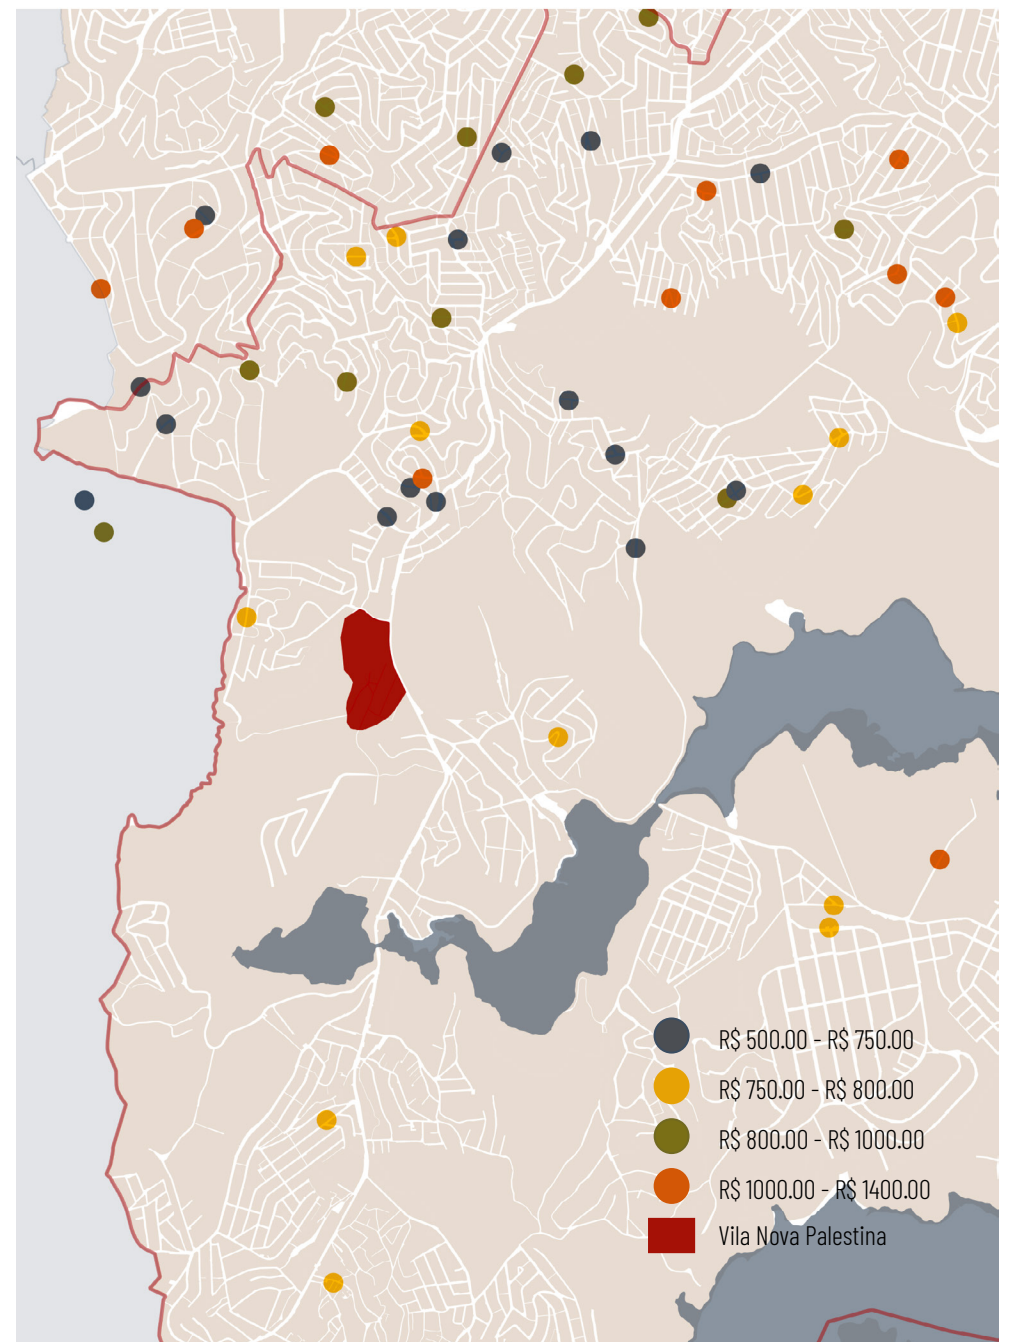 R$ 500.00 - R$ 750.00
R$ 750.00 - R$ 800.00
R$ 800.00 - R$ 1000.00
R$ 1000.00 - R$ 1400.00
Vila Nova Palestina